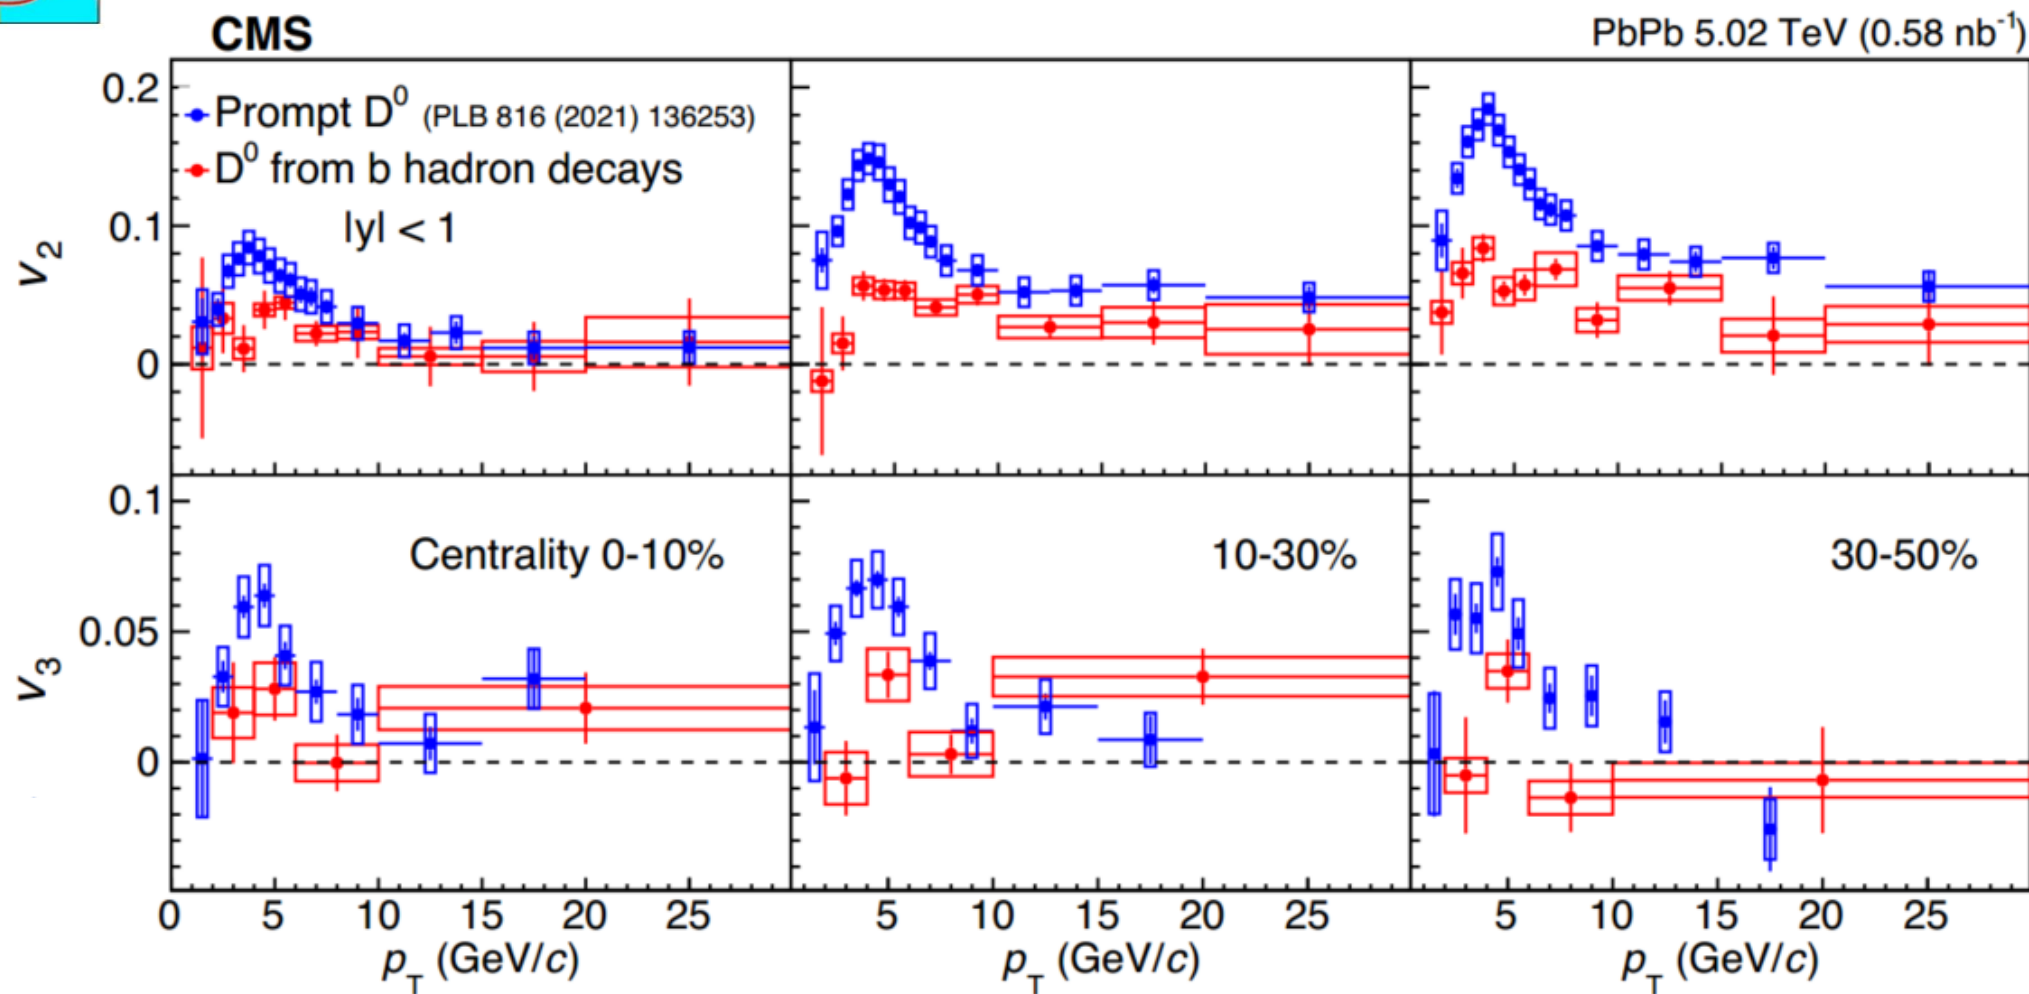 CMS
PbPb 5.02 TeV (0.58 nb⁻¹)
Prompt D⁰ (PLB 816 (2021) 136253)
D⁰ from b hadron decays
|y| < 1
v₂
0.2
0.1
0
v₃
0.1
0.05
0
Centrality 0-10%
10-30%
30-50%
0 5 10 15 20 25
5 10 15 20 25
5 10 15 20 25
p_T (GeV/c)
p_T (GeV/c)
p_T (GeV/c)